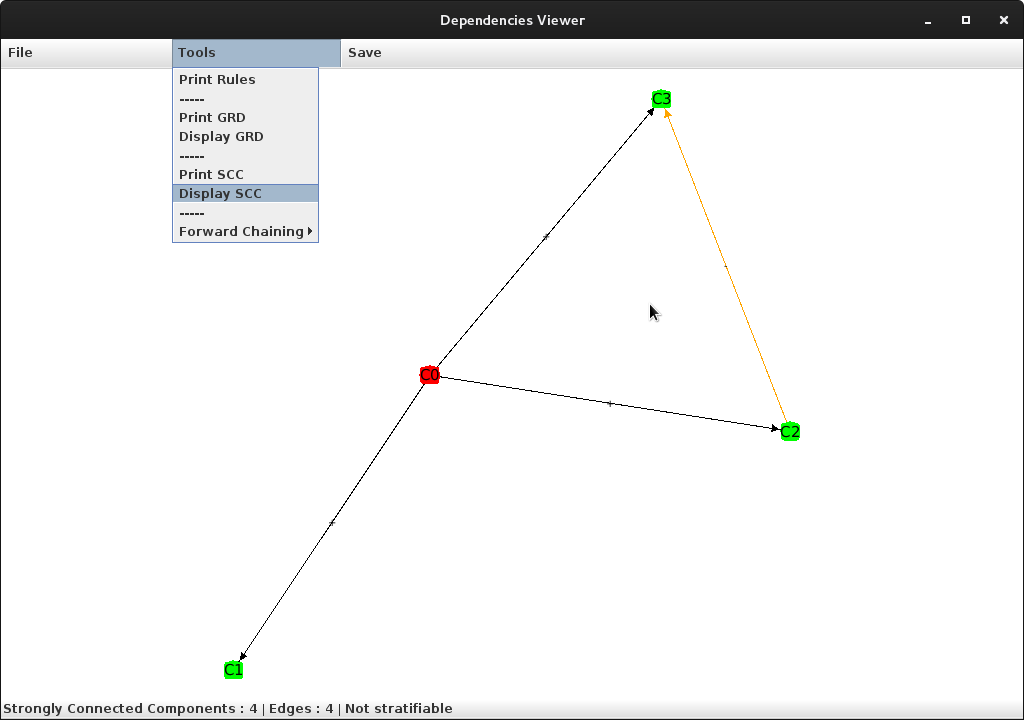 Dependencies Viewer
File Tools Save
Print Rules
-----
Print GRD
Display GRD
-----
Print SCC
Display SCC
-----
Forward Chaining
C3
+
-
C0
+
C2
+
C1
Strongly Connected Components : 4 | Edges : 4 | Not stratifiable